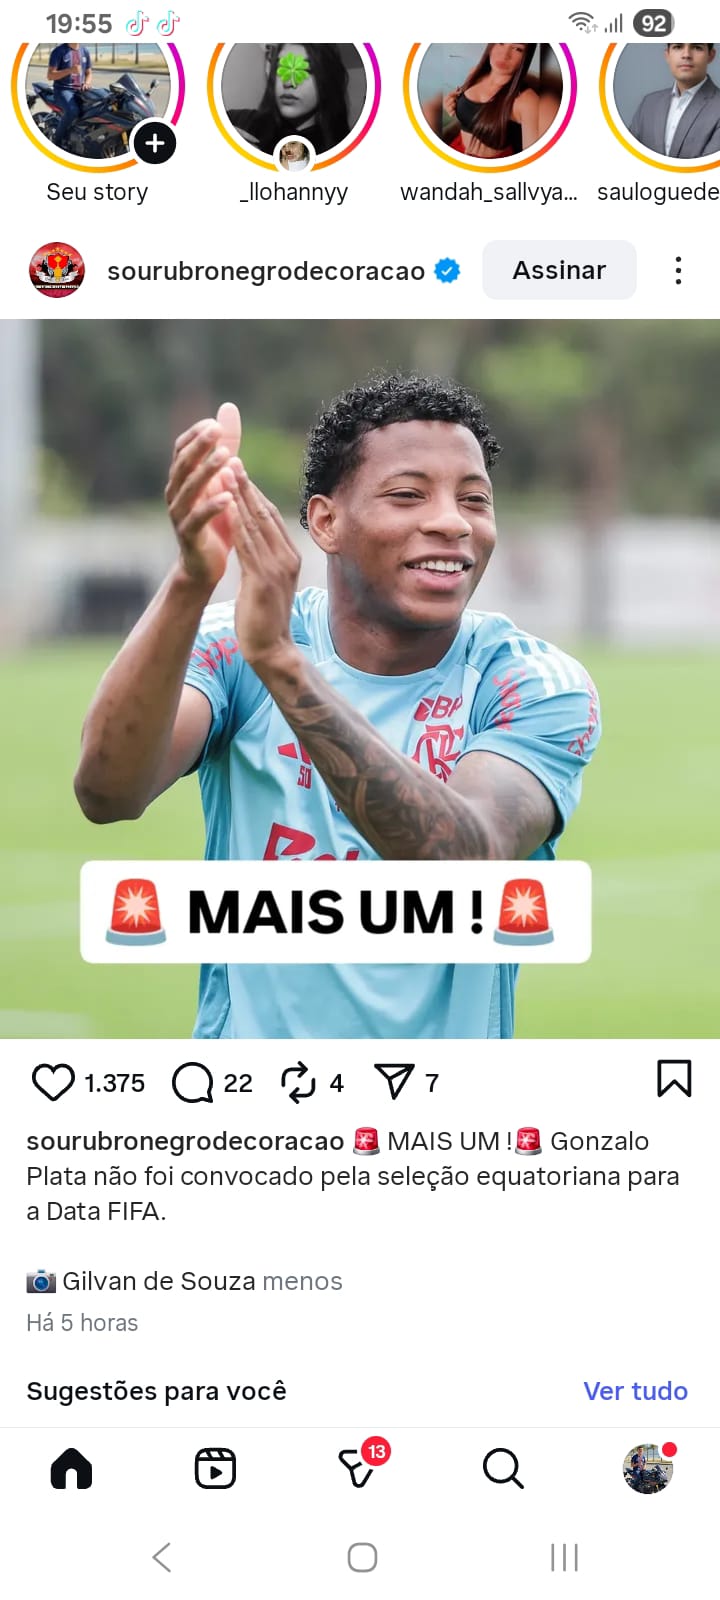 19:55
92
Seu story
_llohannyy
wandah_sallvya...
sauloguede
sourubronegrodecoracao
Assinar
BRP
SO
🚨 MAIS UM !🚨
1.375
22
4
7
sourubronegrodecoracao 🚨 MAIS UM !🚨 Gonzalo
Plata não foi convocado pela seleção equatoriana para
a Data FIFA.
📷 Gilvan de Souza menos
Há 5 horas
Sugestões para você
Ver tudo
13